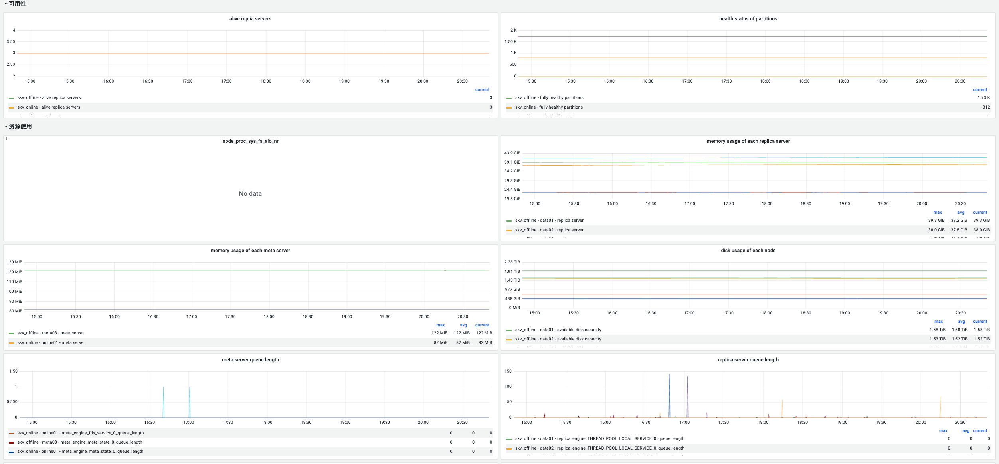 可用性
alive replia servers
4
3.50
3
2.50
2
15:00 15:30 16:00 16:30 17:00 17:30 18:00 18:30 19:00 19:30 20:00 20:30
current
skv_offline - alive replica servers 3
skv_online - alive replica servers 3
health status of partitions
2 K
1.50 K
1 K
500
0
15:00 15:30 16:00 16:30 17:00 17:30 18:00 18:30 19:00 19:30 20:00 20:30
current
skv_offline - fully healthy partitions 1.73 K
skv_online - fully healthy partitions 812
资源使用
i
node_proc_sys_fs_aio_nr
No data
memory usage of each replica server
43.9 GiB
39.1 GiB
34.2 GiB
29.3 GiB
24.4 GiB
19.5 GiB
15:00 15:30 16:00 16:30 17:00 17:30 18:00 18:30 19:00 19:30 20:00 20:30
max avg current
skv_offline - data01 - replica server 39.3 GiB 39.2 GiB 39.3 GiB
skv_offline - data02 - replica server 38.0 GiB 37.8 GiB 38.0 GiB
memory usage of each meta server
130 MiB
120 MiB
110 MiB
100 MiB
90 MiB
80 MiB
15:00 15:30 16:00 16:30 17:00 17:30 18:00 18:30 19:00 19:30 20:00 20:30
max avg current
skv_offline - meta03 - meta server 122 MiB 122 MiB 122 MiB
skv_online - online01 - meta server 82 MiB 82 MiB 82 MiB
disk usage of each node
2.38 TiB
1.91 TiB
1.43 TiB
977 GiB
488 GiB
0 MiB
15:00 15:30 16:00 16:30 17:00 17:30 18:00 18:30 19:00 19:30 20:00 20:30
max avg current
skv_offline - data01 - available disk capacity 1.58 TiB 1.58 TiB 1.58 TiB
skv_offline - data02 - available disk capacity 1.53 TiB 1.52 TiB 1.52 TiB
meta server queue length
1.50
1
0.500
0
15:00 15:30 16:00 16:30 17:00 17:30 18:00 18:30 19:00 19:30 20:00 20:30
skv_online - online01 - meta_engine_fds_service_0_queue_length 0 0 0
skv_offline - meta03 - meta_engine_meta_state_0_queue_length 0 0 0
skv_online - online01 - meta_engine_meta_state_0_queue_length 0 0 0
replica server queue length
150
100
50
0
15:00 15:30 16:00 16:30 17:00 17:30 18:00 18:30 19:00 19:30 20:00 20:30
max avg current
skv_offline - data01 - replica_engine_THREAD_POOL_LOCAL_SERVICE_0_queue_length 0 0 0
skv_offline - data02 - replica_engine_THREAD_POOL_LOCAL_SERVICE_0_queue_length 0 0 0